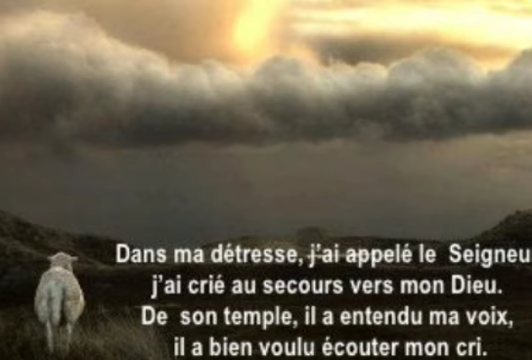 Dans ma détresse, j'ai appelé le Seigneu
j'ai crié au secours vers mon Dieu.
De son temple, il a entendu ma voix,
il a bien voulu écouter mon cri.